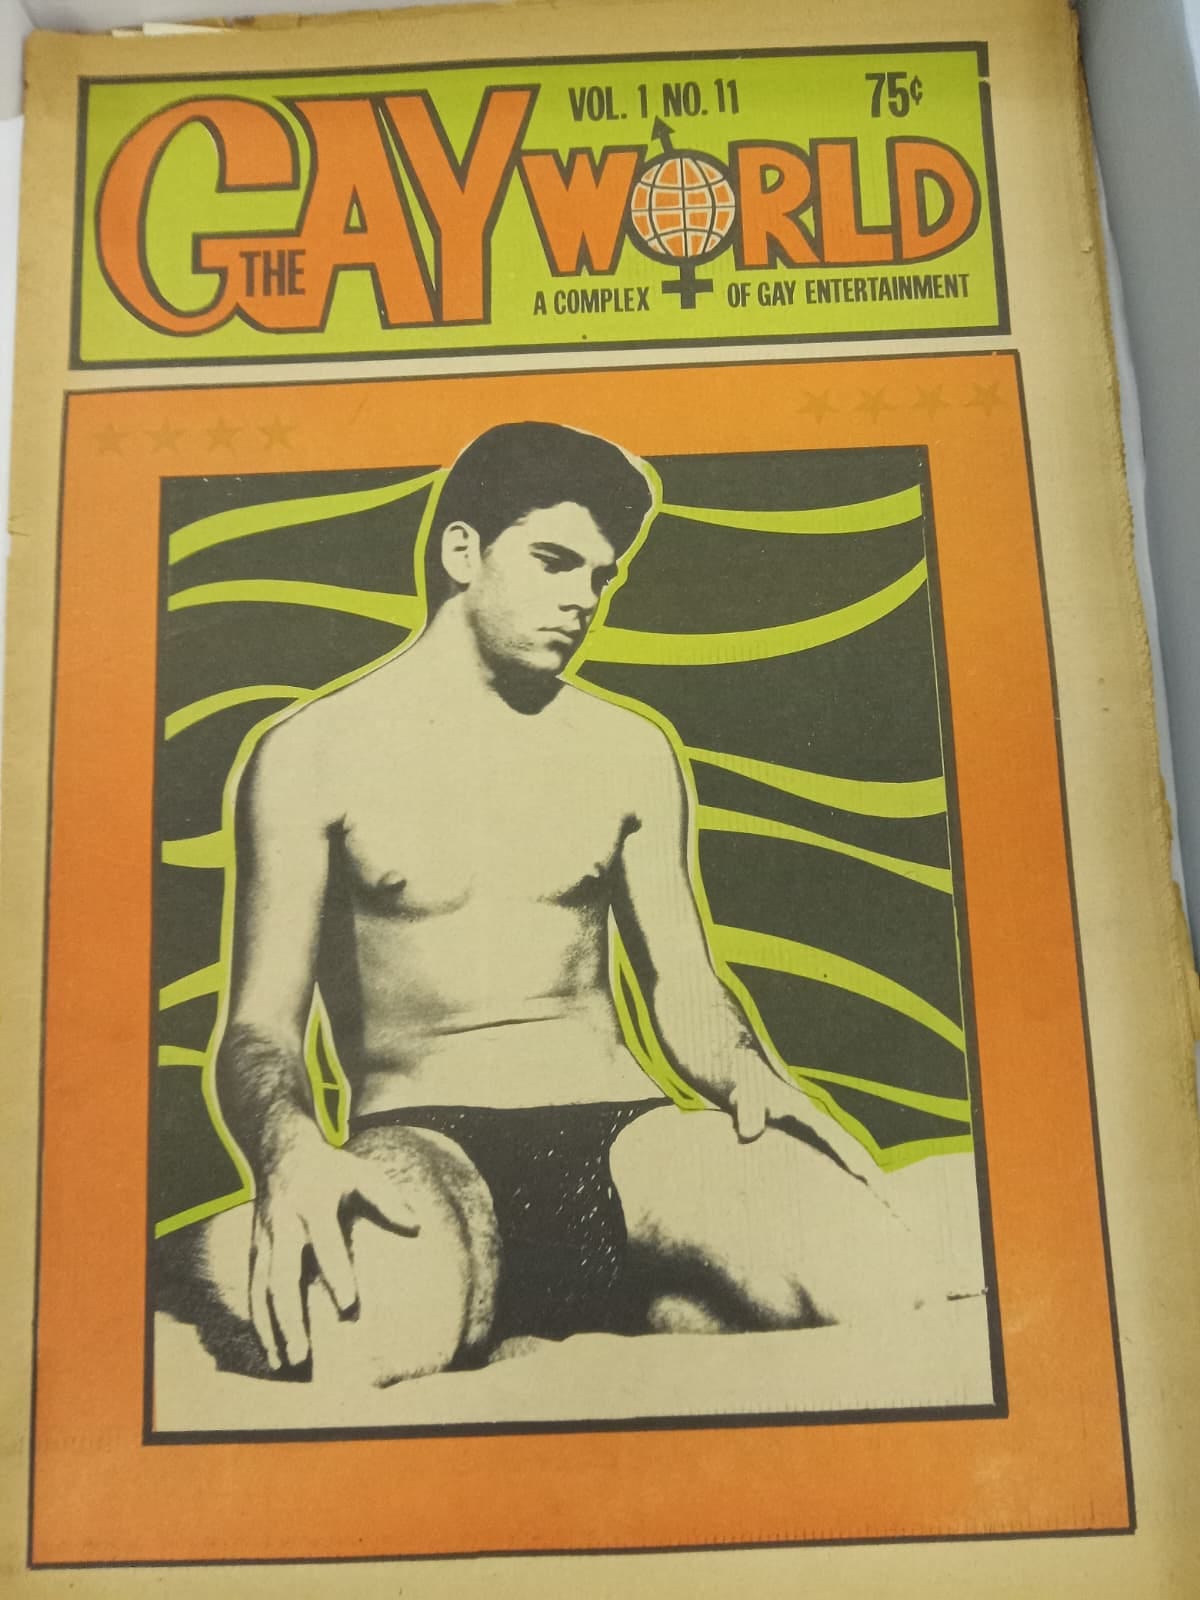 VOL. 1 NO. 11 75¢
THE GAY WORLD
A COMPLEX OF GAY ENTERTAINMENT